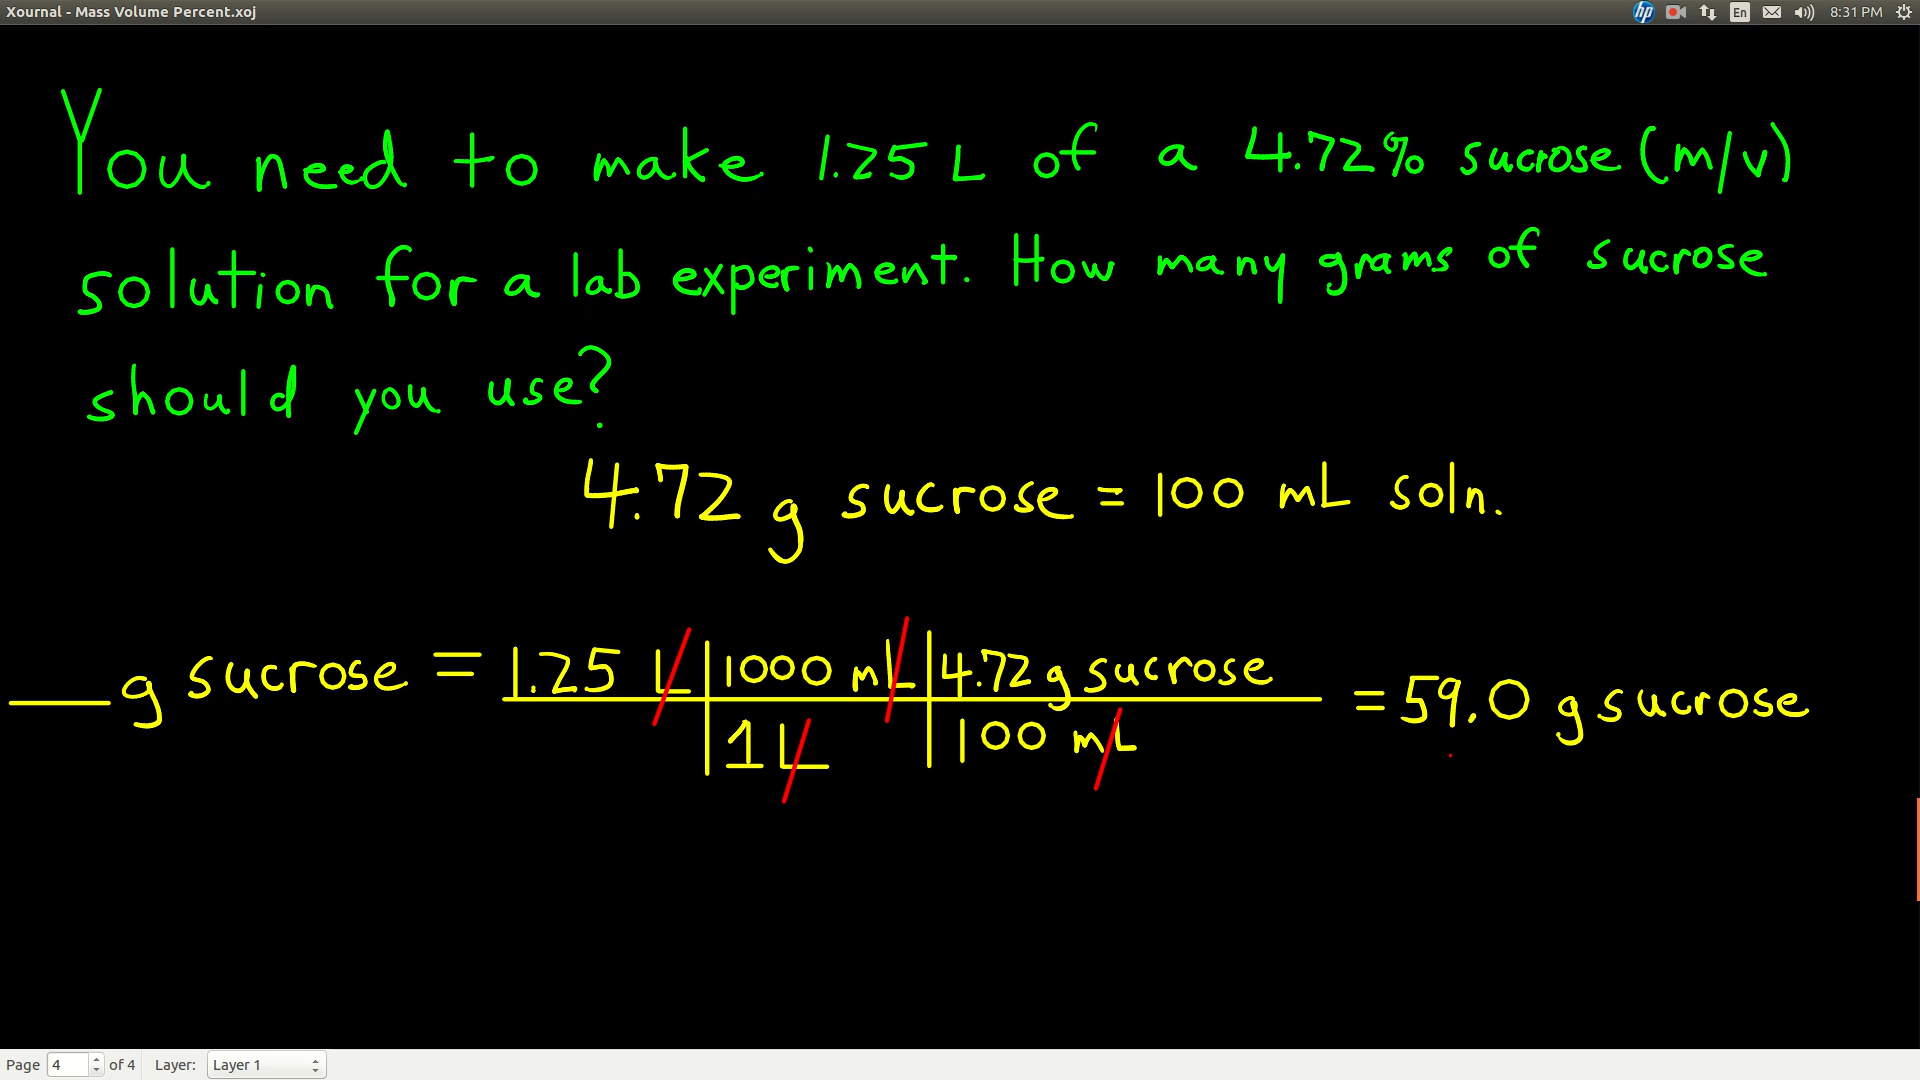 Xournal - Mass Volume Percent.xoj
hp En 8:31 PM
You need to make 1.25 L of a 4.72% sucrose (m/v)
solution for a lab experiment. How many grams of sucrose
should you use?
4.72 g sucrose = 100 mL soln.
___ g sucrose = 1.25 L | 1000 mL | 4.72 g sucrose = 59.0 g sucrose
1 L | 100 mL
Page 4 of 4 Layer: Layer 1